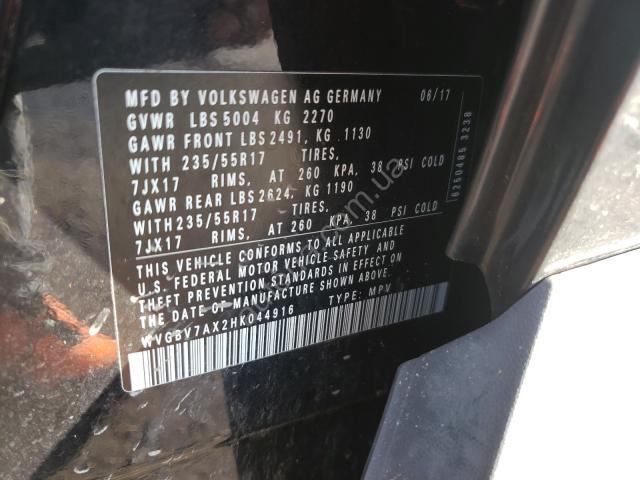 MFD BY VOLKSWAGEN AG GERMANY 06/17
GVWR LBS 5004 KG 2270
GAWR FRONT LBS 2491, KG 1130
WITH 235/55R17 TIRES,
7JX17 RIMS, AT 260 KPA, 38 PSI COLD
GAWR REAR LBS 2624, KG 1190
WITH 235/55R17 TIRES,
7JX17 RIMS, AT 260 KPA, 38 PSI COLD
THIS VEHICLE CONFORMS TO ALL APPLICABLE
U.S. FEDERAL MOTOR VEHICLE SAFETY AND
THEFT PREVENTION STANDARDS IN EFFECT ON
THE DATE OF MANUFACTURE SHOWN ABOVE.
WVGBV7AX2HK044916 TYPE: MPV
6250485 3238